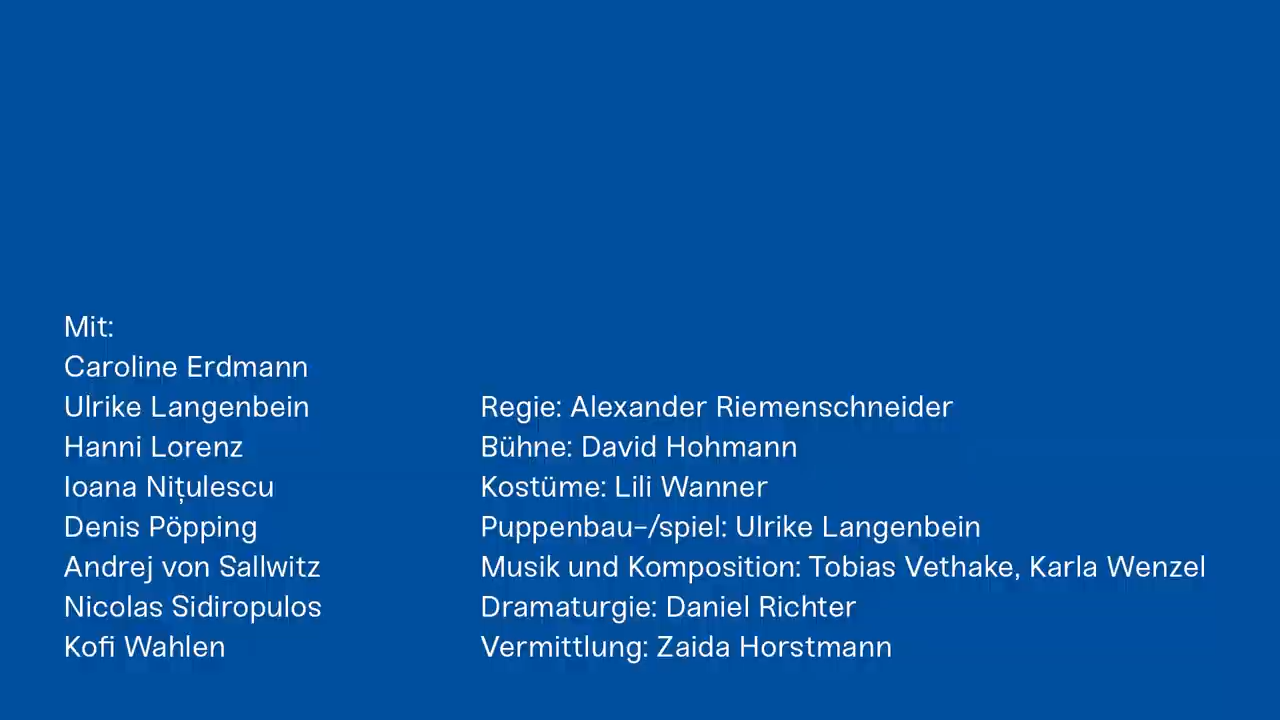 Mit:
Caroline Erdmann
Ulrike Langenbein
Hanni Lorenz
Ioana Nițulescu
Denis Pöpping
Andrej von Sallwitz
Nicolas Sidiropulos
Kofi Wahlen
Regie: Alexander Riemenschneider
Bühne: David Hohmann
Kostüme: Lili Wanner
Puppenbau-/spiel: Ulrike Langenbein
Musik und Komposition: Tobias Vethake, Karla Wenzel
Dramaturgie: Daniel Richter
Vermittlung: Zaida Horstmann